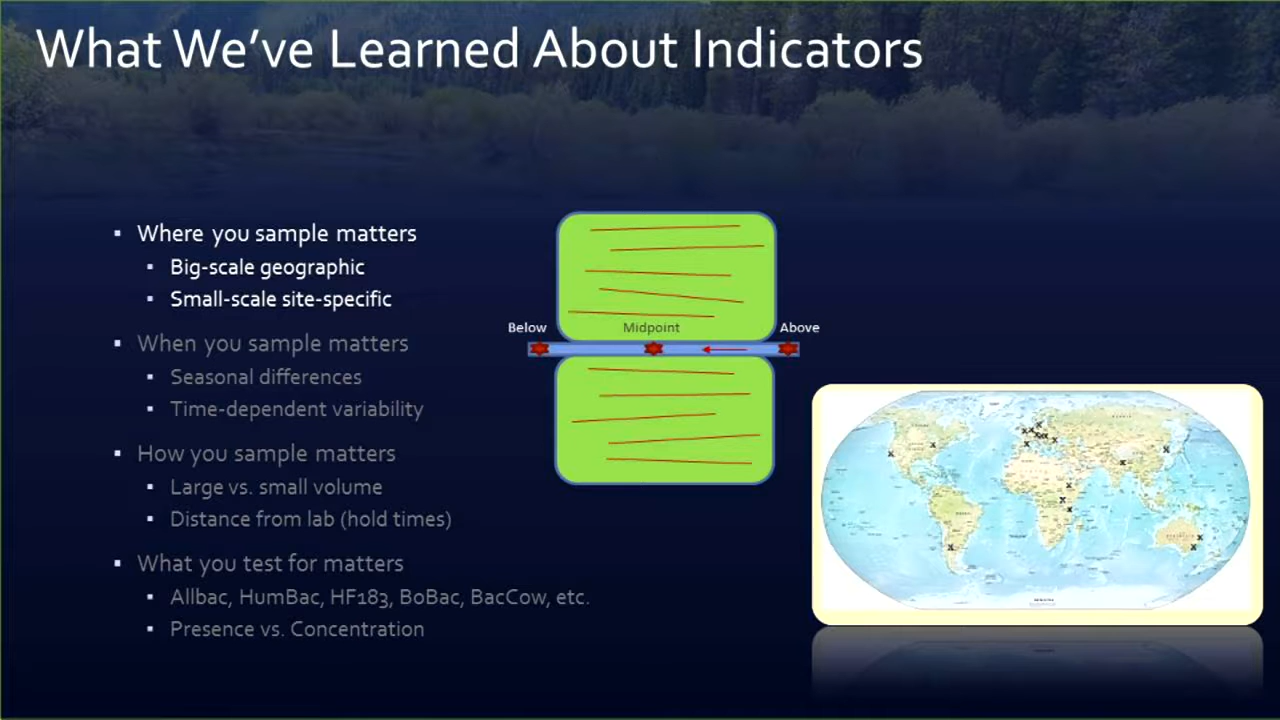 What We've Learned About Indicators
▪ Where you sample matters
▪ Big-scale geographic
▪ Small-scale site-specific
▪ When you sample matters
▪ Seasonal differences
▪ Time-dependent variability
▪ How you sample matters
▪ Large vs. small volume
▪ Distance from lab (hold times)
▪ What you test for matters
▪ Allbac, HumBac, HF183, BoBac, BacCow, etc.
▪ Presence vs. Concentration
Below Midpoint Above